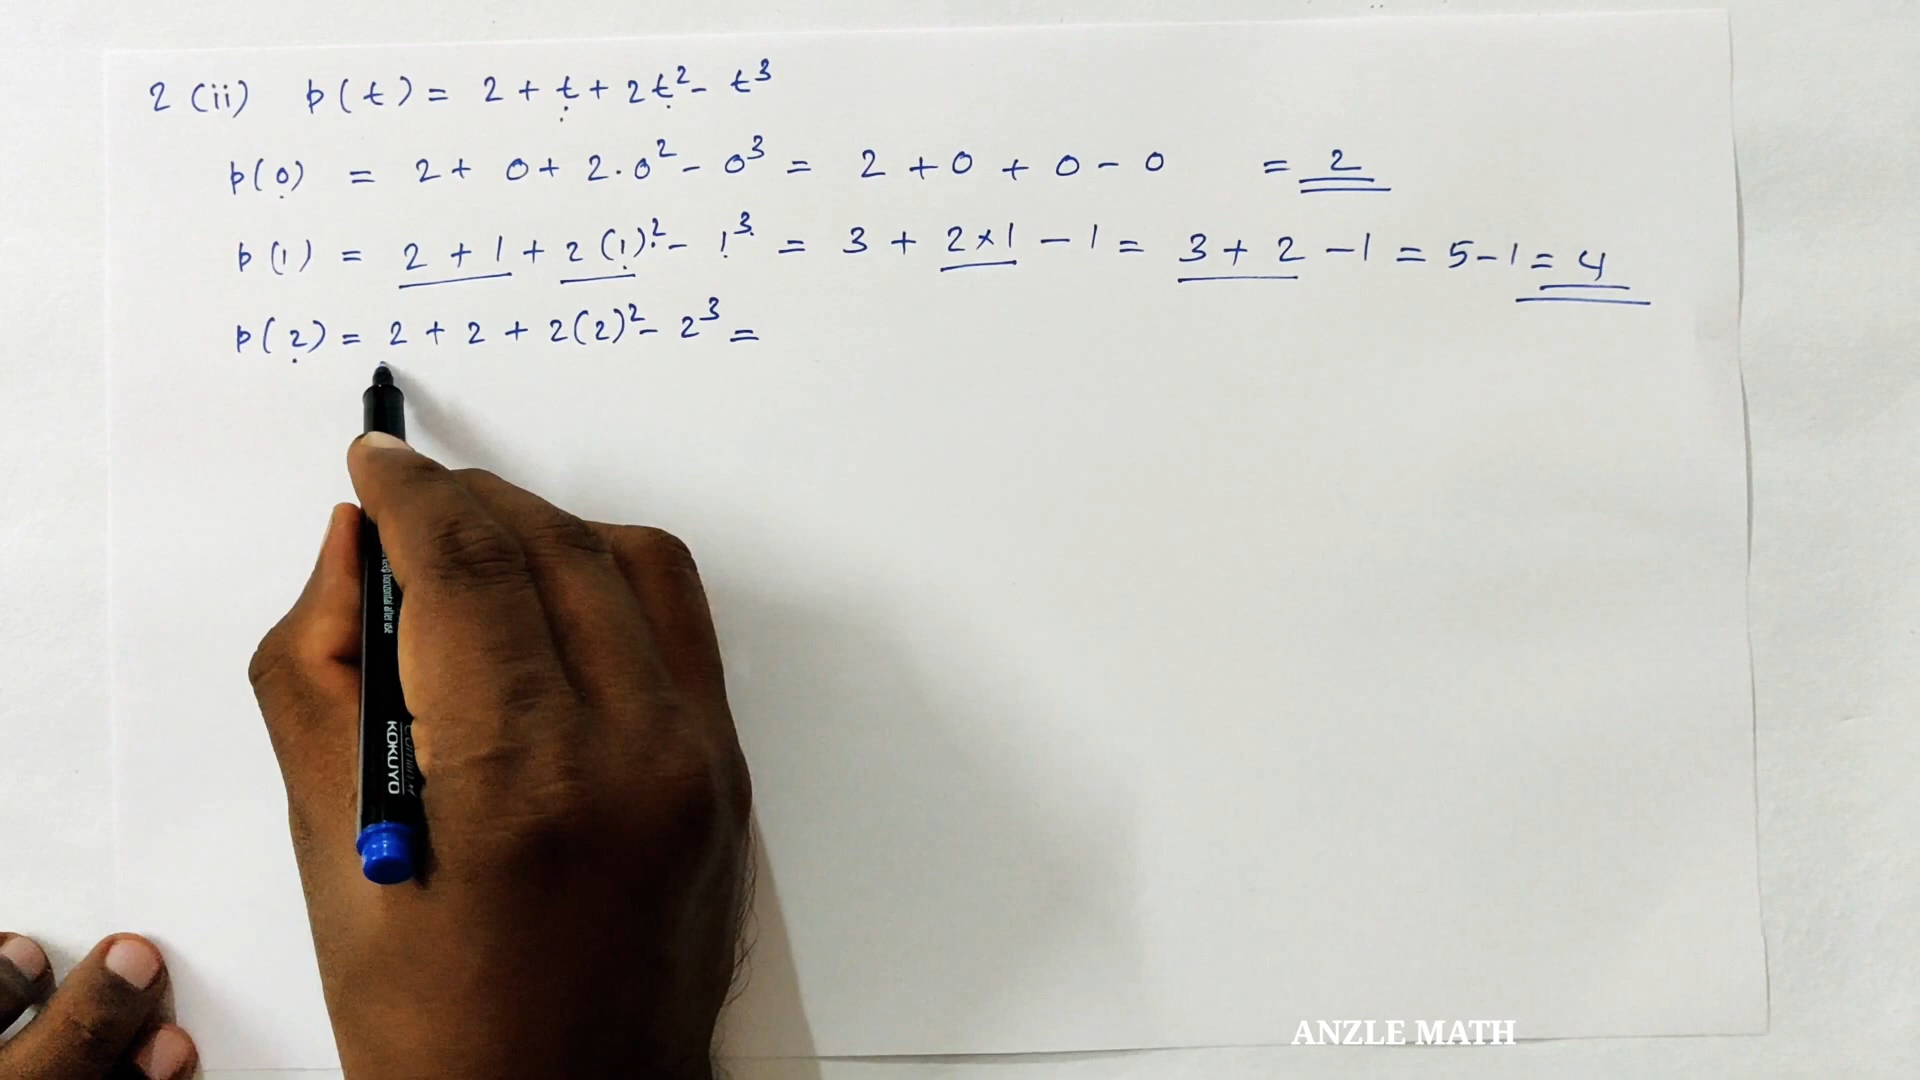 2 (ii) p(t) = 2 + t + 2t² - t³
p(0) = 2 + 0 + 2·0² - 0³ = 2 + 0 + 0 - 0 = 2
p(1) = 2 + 1 + 2(1)² - 1³ = 3 + 2×1 - 1 = 3 + 2 - 1 = 5 - 1 = 4
p(2) = 2 + 2 + 2(2)² - 2³ =
KOKUYO
ANZLE MATH